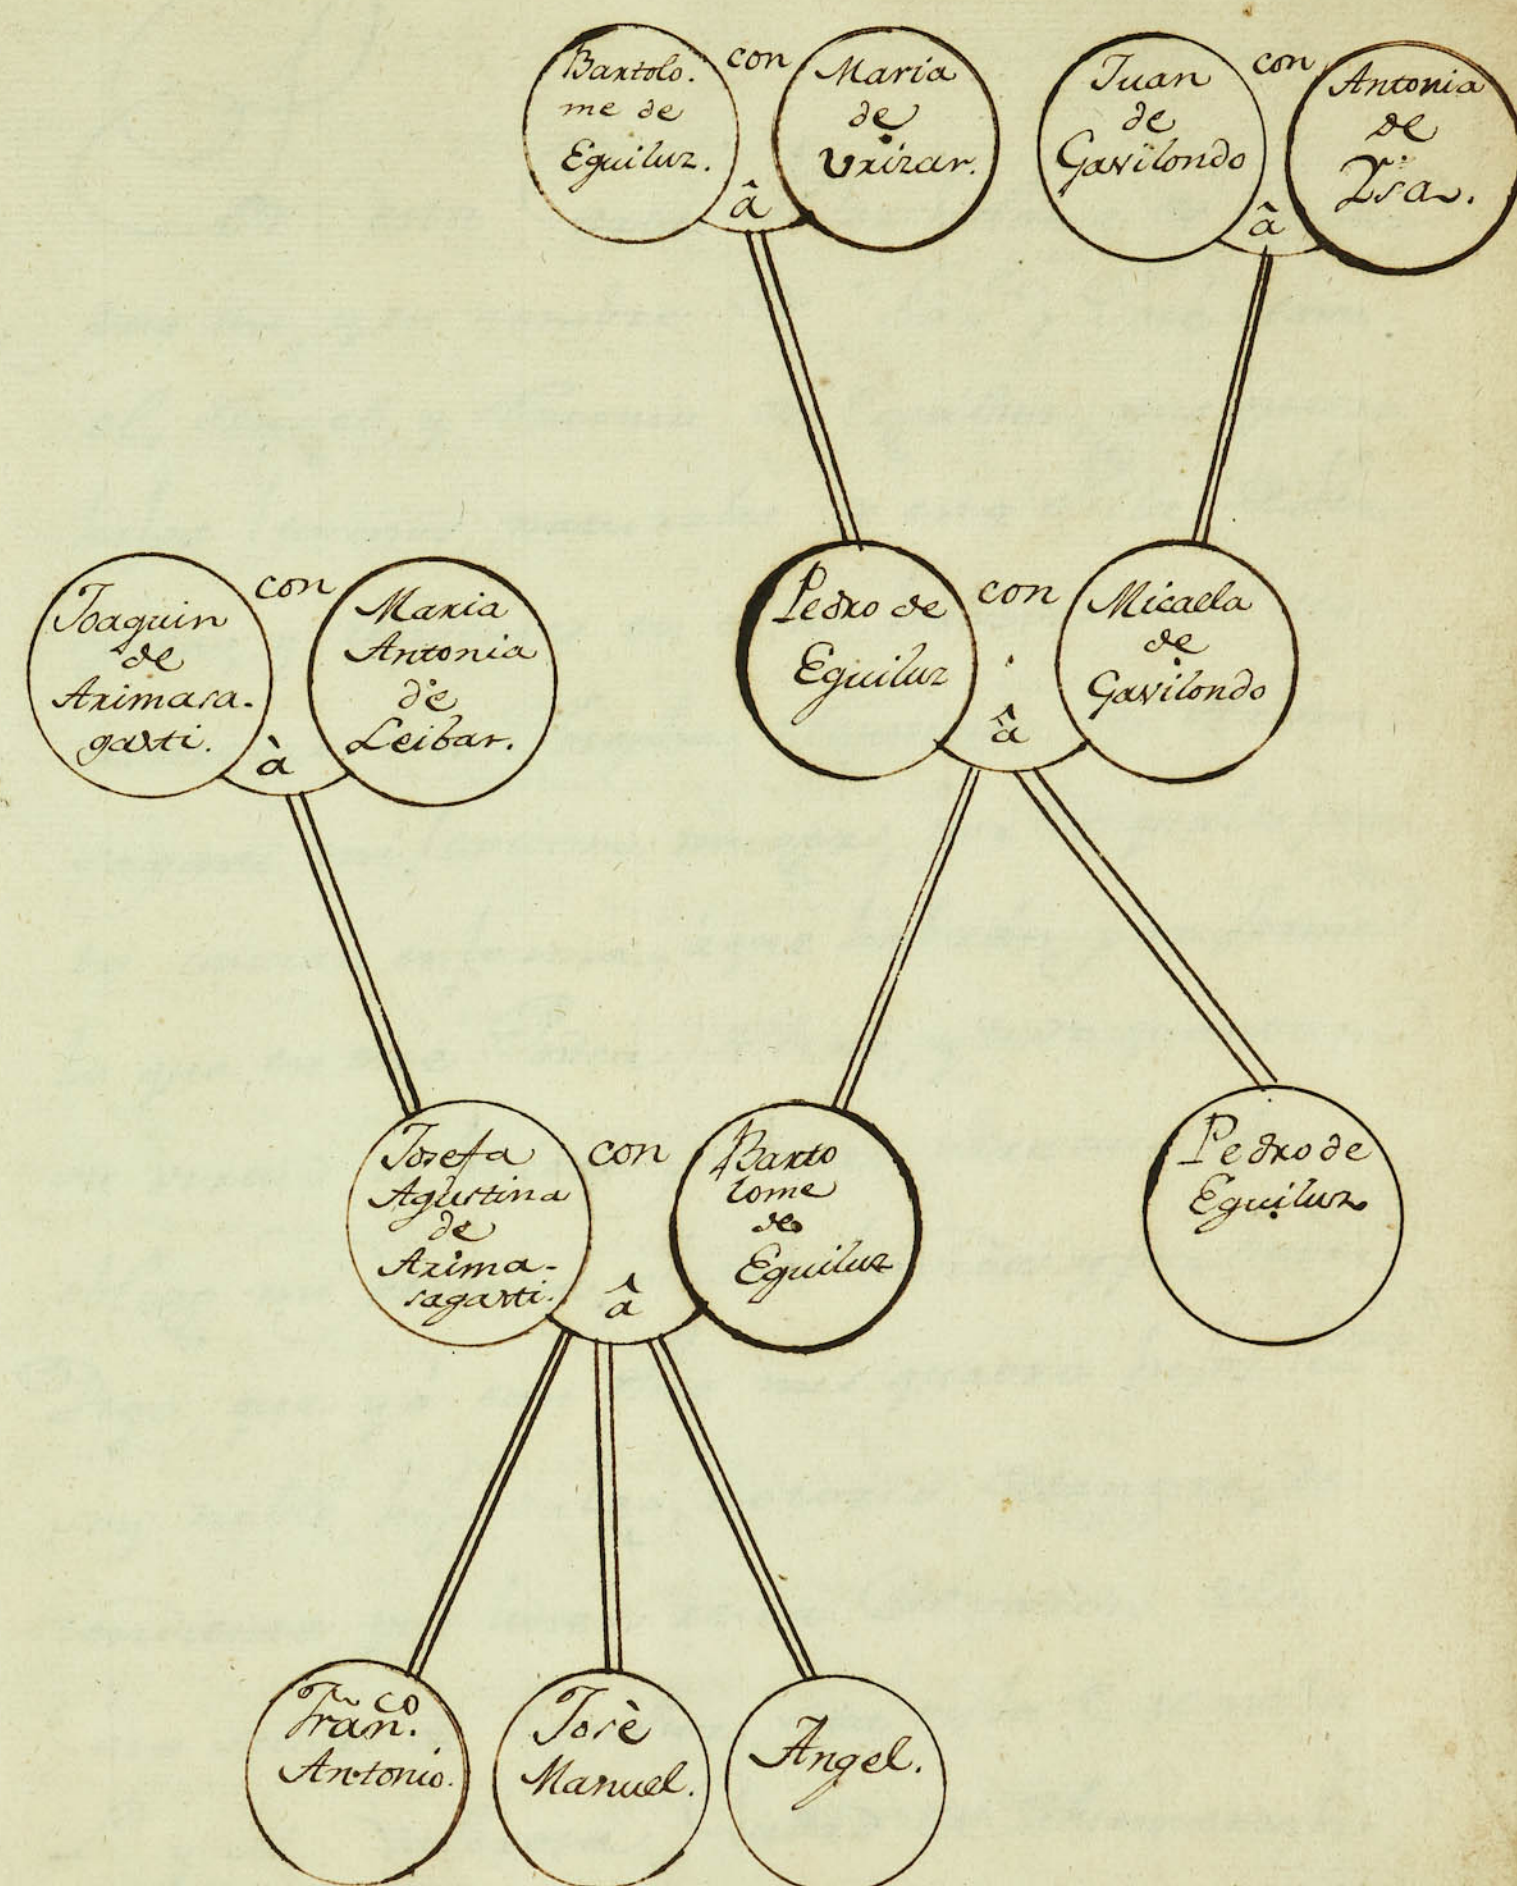 Bartolo.
me de
Eguiluz.
con
Maria
de
Vrizar.
â
Juan
de
Gavilondo
con
Antonia
de
Ysa.
â
Joaquin
de
Arimasa-
garti.
con
Maria
Antonia
de
Leibar.
à
Pedro de
Eguiluz
con
Micaela
de
Gavilondo
â
Josefa
Agustina
de
Arima-
sagarti.
con
Barto
lome
de
Eguiluz
â
Pedro de
Eguiluz
Frãn.co
Antonio.
Josè
Manuel.
Angel.